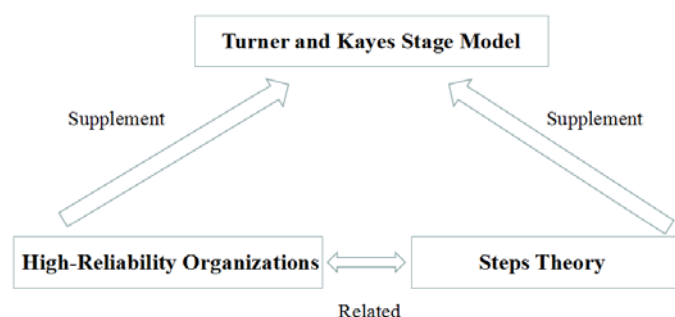 Turner and Kayes Stage Model
Supplement
Supplement
High-Reliability Organizations
Steps Theory
Related